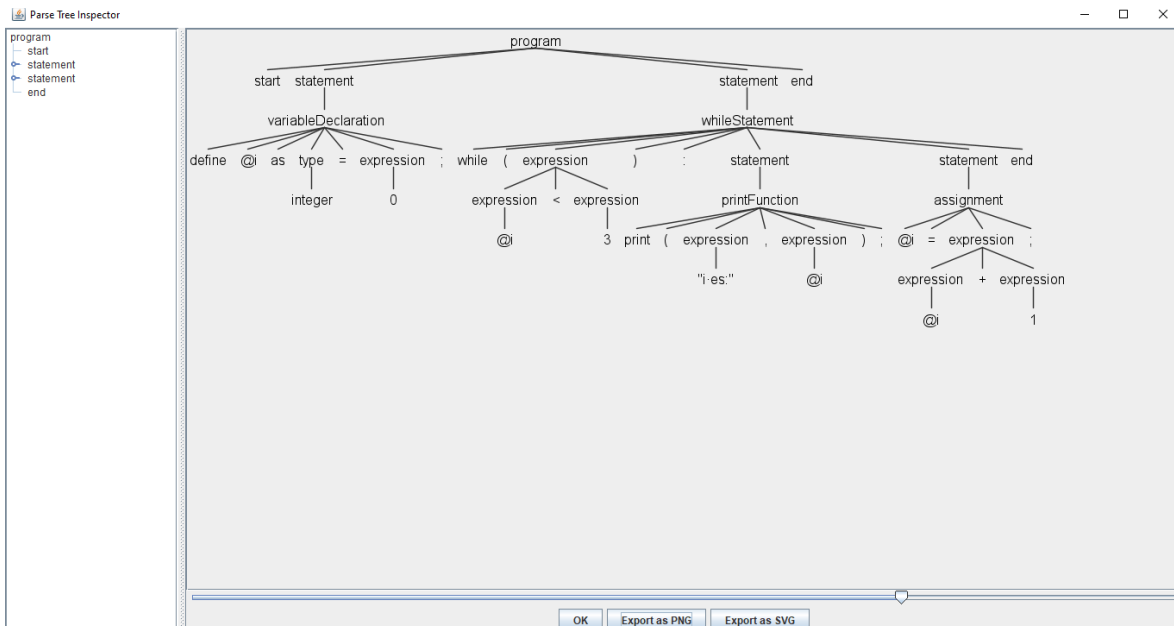 Parse Tree Inspector
program
start
statement
statement
end
program
start statement statement end
variableDeclaration whileStatement
define @i as type = expression ; while ( expression ) : statement statement end
integer 0 expression < expression printFunction assignment
@i 3 print ( expression , expression ) ; @i = expression ;
"i·es:" @i expression + expression
@i 1
OK Export as PNG Export as SVG